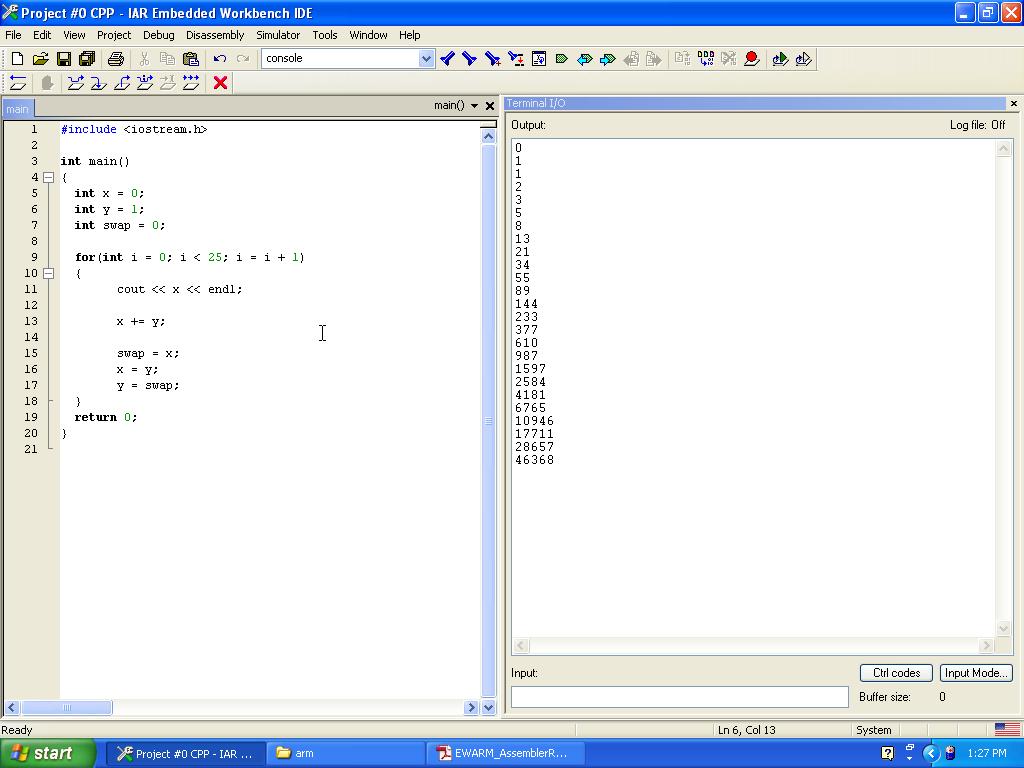 Project #0 CPP - IAR Embedded Workbench IDE
File Edit View Project Debug Disassembly Simulator Tools Window Help
console
main
main()
1 #include <iostream.h>
2
3 int main()
4 {
5 int x = 0;
6 int y = 1;
7 int swap = 0;
8
9 for(int i = 0; i < 25; i = i + 1)
10 {
11 cout << x << endl;
12
13 x += y;
14
15 swap = x;
16 x = y;
17 y = swap;
18 }
19 return 0;
20 }
21
Terminal I/O
Output: Log file: Off
0
1
1
2
3
5
8
13
21
34
55
89
144
233
377
610
987
1597
2584
4181
6765
10946
17711
28657
46368
Input: Ctrl codes Input Mode...
Buffer size: 0
Ready Ln 6, Col 13 System
start Project #0 CPP - IAR ... arm EWARM_AssemblerR... 1:27 PM